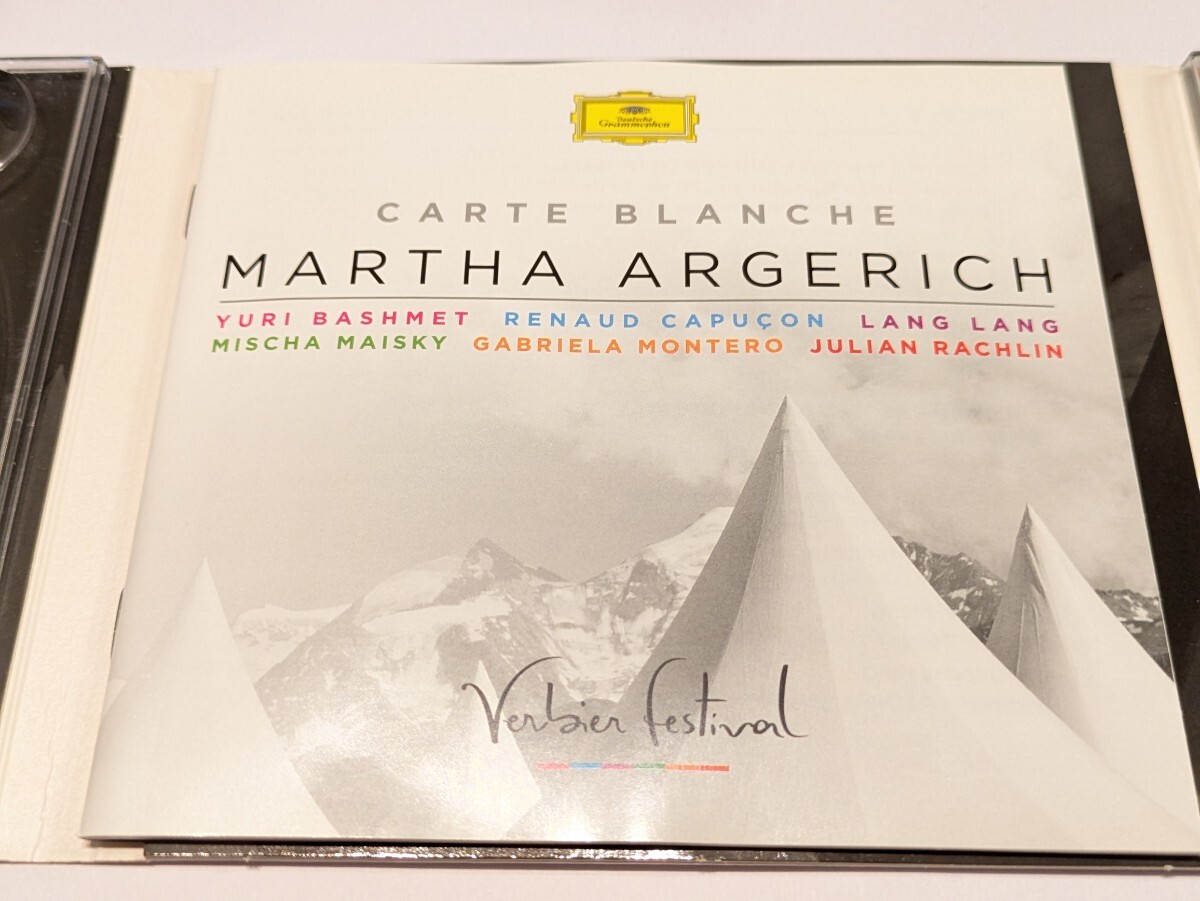 Deutsche
Grammophon
CARTE BLANCHE
MARTHA ARGERICH
YURI BASHMET RENAUD CAPUÇON LANG LANG
MISCHA MAISKY GABRIELA MONTERO JULIAN RACHLIN
Verbier Festival